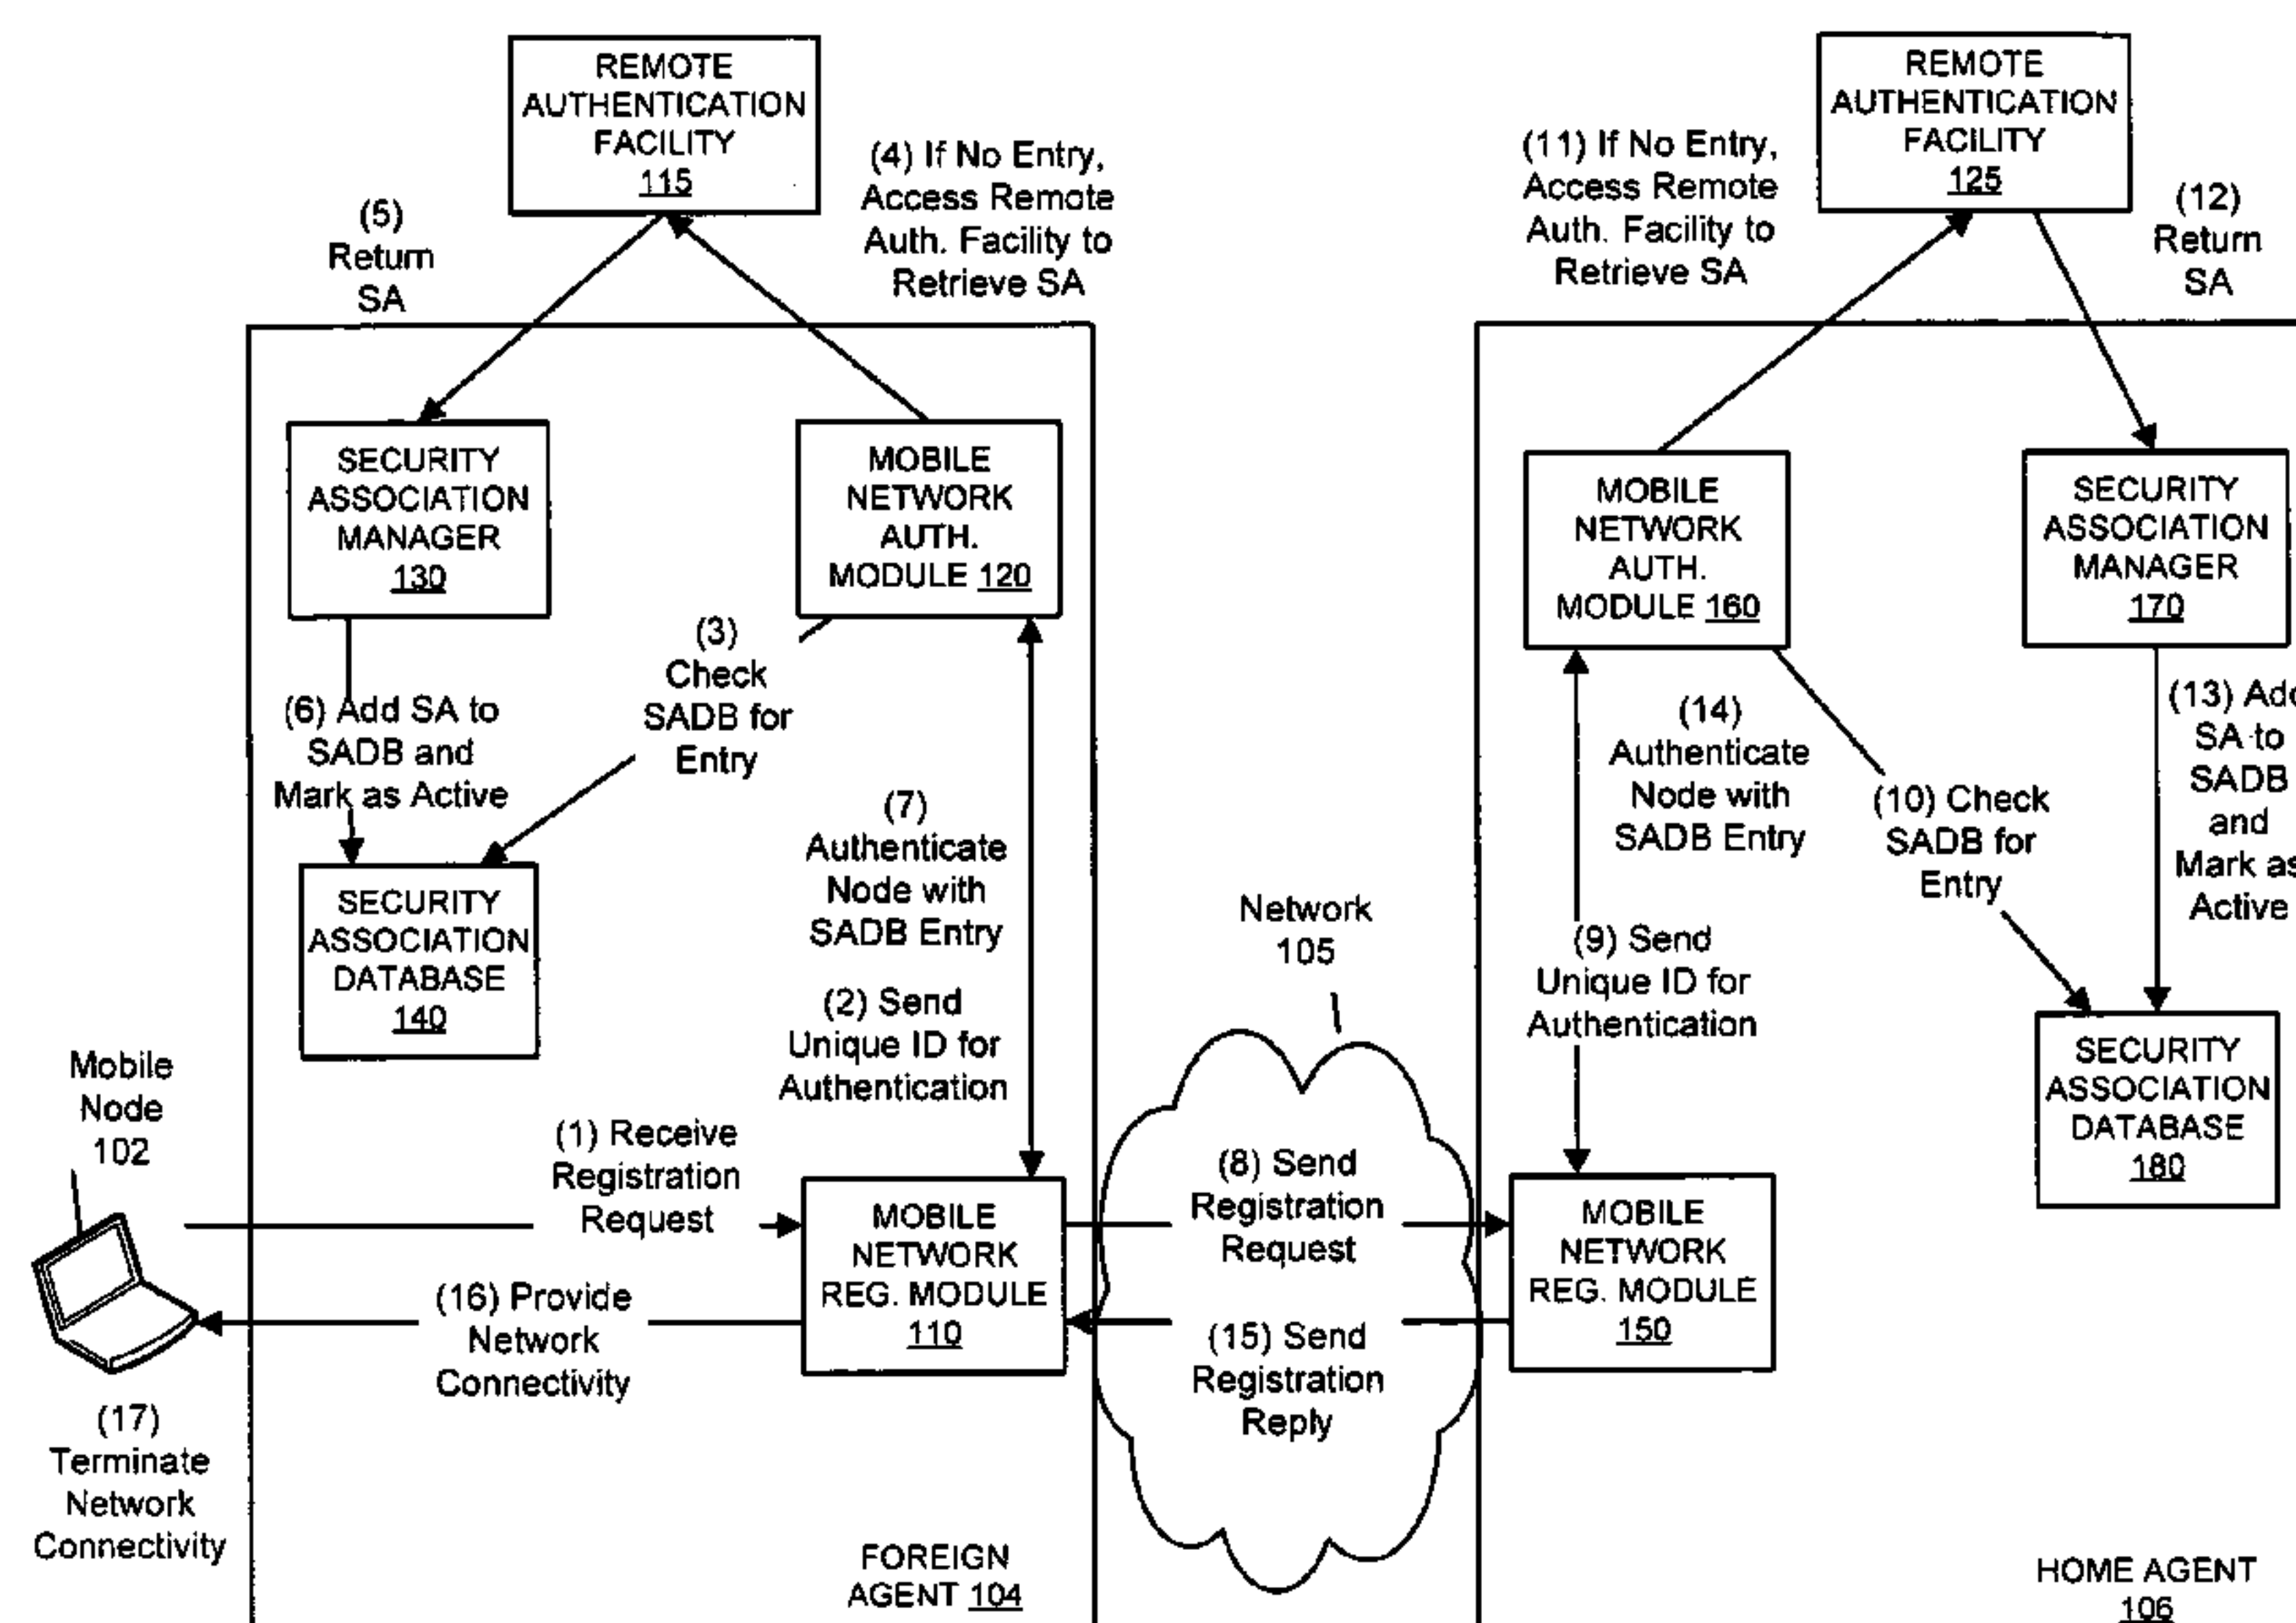 REMOTE
AUTHENTICATION
FACILITY
115
(4) If No Entry,
Access Remote
Auth. Facility to
Retrieve SA
(5)
Return
SA
REMOTE
AUTHENTICATION
FACILITY
125
(11) If No Entry,
Access Remote
Auth. Facility to
Retrieve SA
(12)
Return
SA
SECURITY
ASSOCIATION
MANAGER
130
MOBILE
NETWORK
AUTH.
MODULE 120
MOBILE
NETWORK
AUTH.
MODULE 160
SECURITY
ASSOCIATION
MANAGER
170
(3)
Check
SADB for
Entry
(6) Add SA to
SADB and
Mark as Active
(14)
Authenticate
Node with
SADB Entry
(10) Check
SADB for
Entry
(13) Add
SA to
SADB
and
Mark as
Active
(7)
Authenticate
Node with
SADB Entry
SECURITY
ASSOCIATION
DATABASE
140
(2) Send
Unique ID for
Authentication
Network
105
(9) Send
Unique ID for
Authentication
SECURITY
ASSOCIATION
DATABASE
180
Mobile
Node
102
(1) Receive
Registration
Request
MOBILE
NETWORK
REG. MODULE
110
(8) Send
Registration
Request
MOBILE
NETWORK
REG. MODULE
150
(16) Provide
Network
Connectivity
(15) Send
Registration
Reply
(17)
Terminate
Network
Connectivity
FOREIGN
AGENT 104
HOME AGENT
106